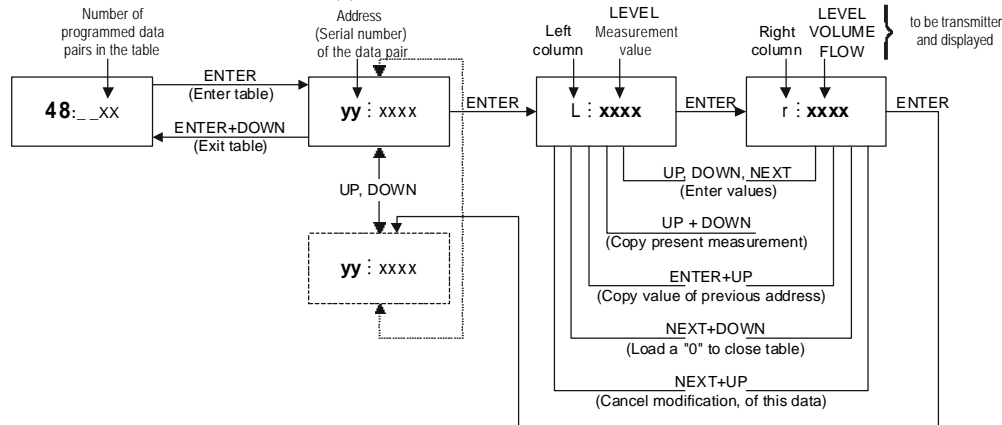 Number of
programmed data
pairs in the table
Address
(Serial number)
of the data pair
Left
column
LEVEL
Measurement
value
Right
column
LEVEL
VOLUME
FLOW
to be transmitter
and displayed
48:_ _xx
ENTER
(Enter table)
ENTER+DOWN
(Exit table)
yy : xxxx
ENTER
L : xxxx
ENTER
r : xxxx
ENTER
UP, DOWN
yy : xxxx
UP, DOWN, NEXT
(Enter values)
UP + DOWN
(Copy present measurement)
ENTER+UP
(Copy value of previous address)
NEXT+DOWN
(Load a "0" to close table)
NEXT+UP
(Cancel modification, of this data)